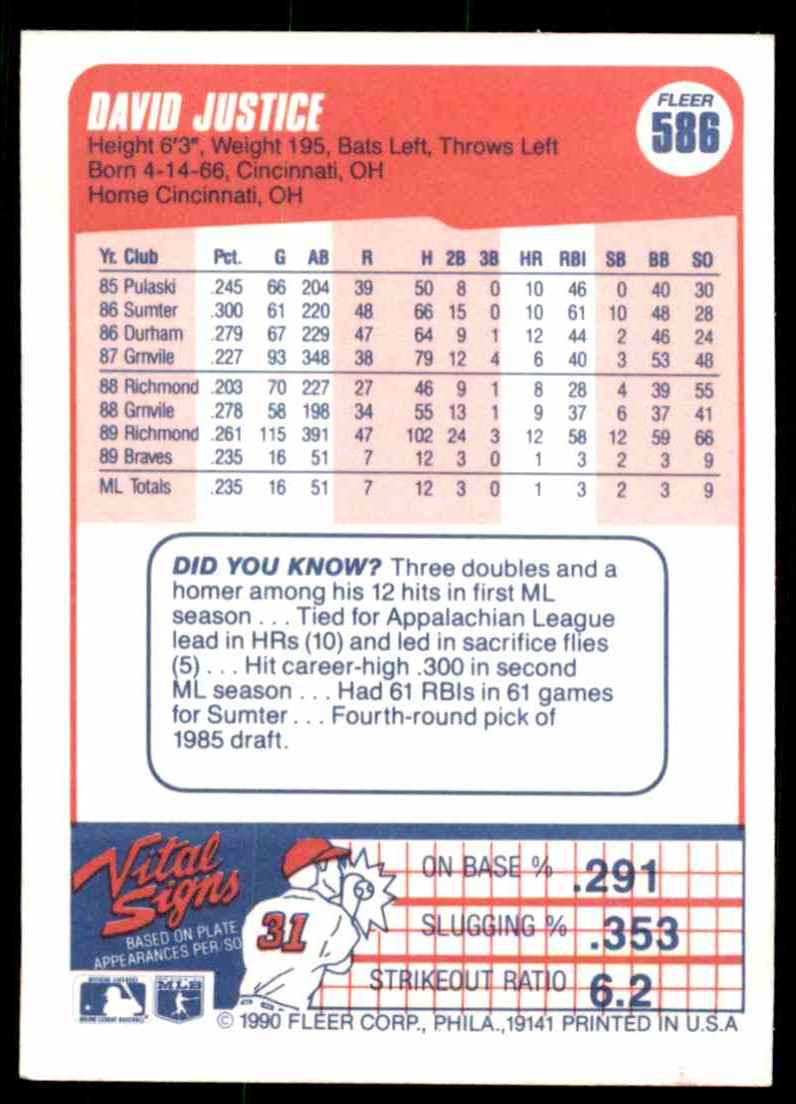 DAVID JUSTICE
FLEER
586
Height 6'3", Weight 195, Bats Left, Throws Left
Born 4-14-66, Cincinnati, OH
Home Cincinnati, OH
Yr. Club Pct. G AB R H 2B 3B HR RBI SB BB SO
85 Pulaski .245 66 204 39 50 8 0 10 46 0 40 30
86 Sumter .300 61 220 48 66 15 0 10 61 10 48 28
86 Durham .279 67 229 47 64 9 1 12 44 2 46 24
87 Grnvile .227 93 348 38 79 12 4 6 40 3 53 48
88 Richmond .203 70 227 27 46 9 1 8 28 4 39 55
88 Grnvile .278 58 198 34 55 13 1 9 37 6 37 41
89 Richmond .261 115 391 47 102 24 3 12 58 12 59 66
89 Braves .235 16 51 7 12 3 0 1 3 2 3 9
ML Totals .235 16 51 7 12 3 0 1 3 2 3 9
DID YOU KNOW? Three doubles and a
homer among his 12 hits in first ML
season . . . Tied for Appalachian League
lead in HRs (10) and led in sacrifice flies
(5) . . . Hit career-high .300 in second
ML season . . . Had 61 RBIs in 61 games
for Sumter . . . Fourth-round pick of
1985 draft.
Vital
Signs
BASED ON PLATE
APPEARANCES PER/SO
31
ON BASE % .291
SLUGGING % .353
STRIKEOUT RATIO 6.2
MLB
© 1990 FLEER CORP., PHILA.,19141 PRINTED IN U.S.A